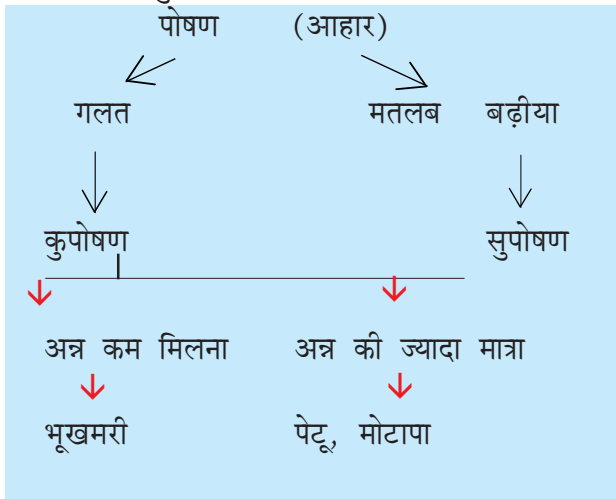 पोषण (आहार)
गलत मतलब बढ़ीया
कुपोषण सुपोषण
अन्न कम मिलना अन्न की ज्यादा मात्रा
भूखमरी पेटू, मोटापा